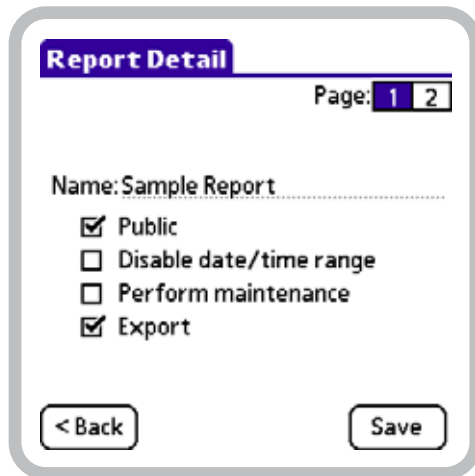 Report Detail
Page: 1 2
Name: Sample Report
Public
Disable date/time range
Perform maintenance
Export
< Back
Save